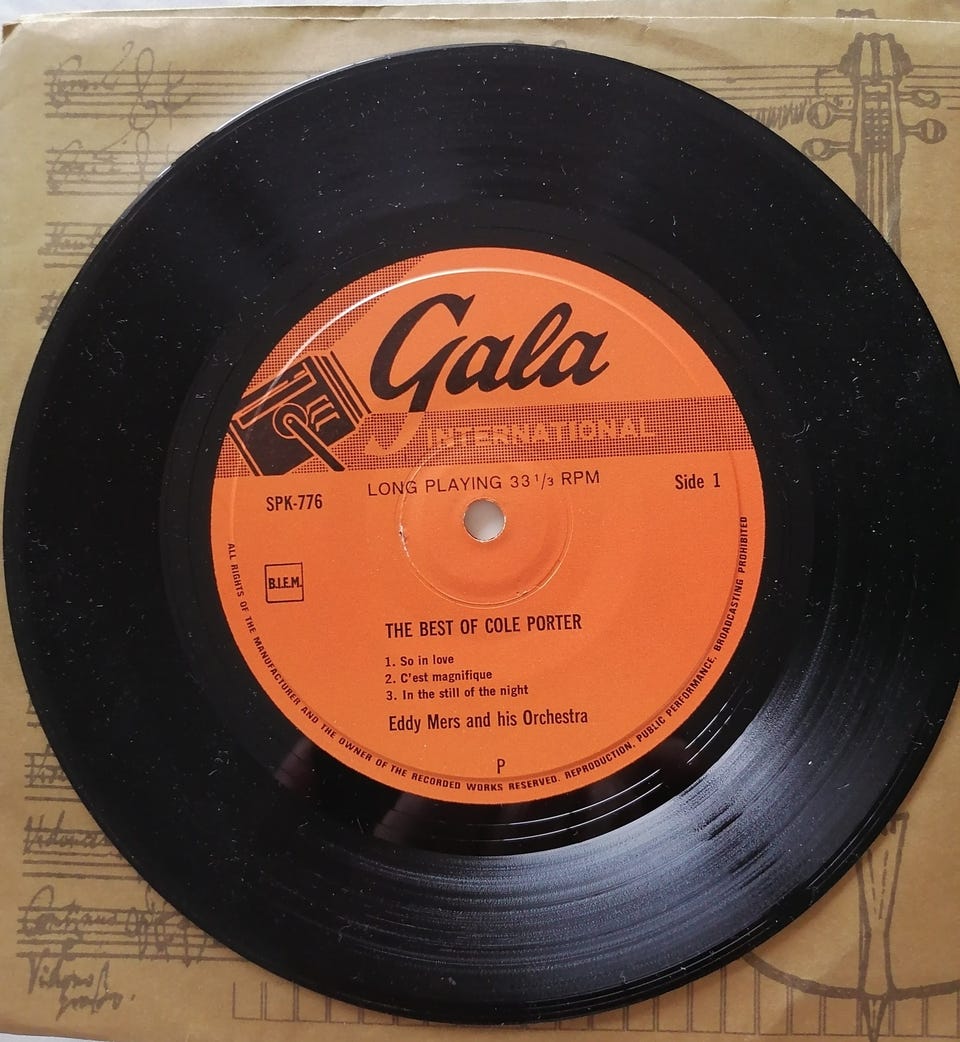 Gala
INTERNATIONAL
LONG PLAYING 33 1/3 RPM
SPK-776
Side 1
B.I.E.M.
THE BEST OF COLE PORTER
1. So in love
2. C'est magnifique
3. In the still of the night
Eddy Mers and his Orchestra
P
ALL RIGHTS OF THE MANUFACTURER AND THE OWNER OF THE RECORDED WORKS RESERVED. REPRODUCTION, PUBLIC PERFORMANCE, BROADCASTING PROHIBITED